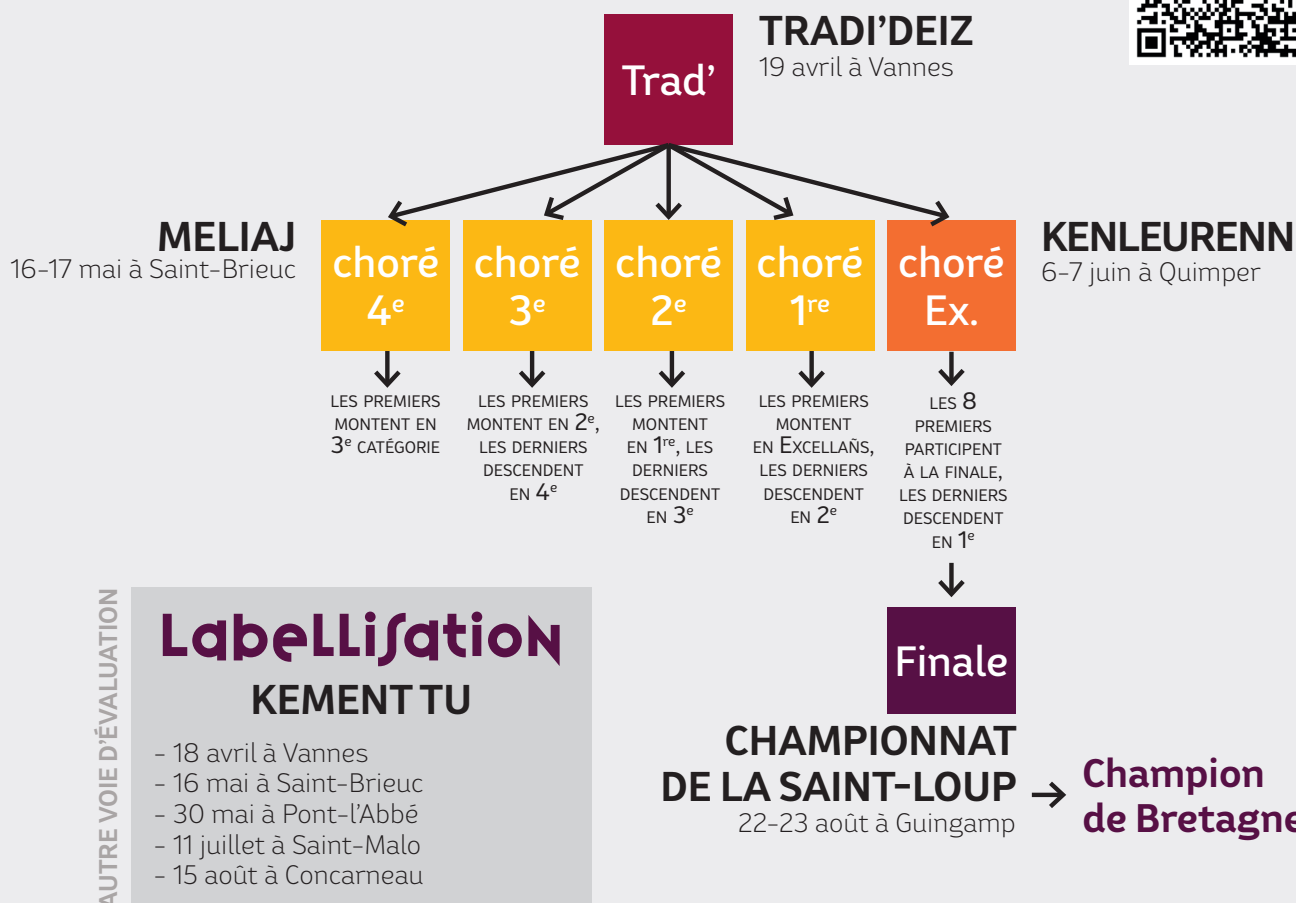 Trad'
TRADI'DEIZ
19 avril à Vannes
MELIAJ
16-17 mai à Saint-Brieuc
choré
4e
choré
3e
choré
2e
choré
1re
choré
Ex.
KENLEURENN
6-7 juin à Quimper
LES PREMIERS
MONTENT EN
3e CATÉGORIE
LES PREMIERS
MONTENT EN 2e,
LES DERNIERS
DESCENDENT
EN 4e
LES PREMIERS
MONTENT
EN 1re, LES
DERNIERS
DESCENDENT
EN 3e
LES PREMIERS
MONTENT
EN EXCELLAÑS,
LES DERNIERS
DESCENDENT
EN 2e
LES 8
PREMIERS
PARTICIPENT
À LA FINALE,
LES DERNIERS
DESCENDENT
EN 1e
AUTRE VOIE D'ÉVALUATION
Labellisation
KEMENT TU
- 18 avril à Vannes
- 16 mai à Saint-Brieuc
- 30 mai à Pont-l'Abbé
- 11 juillet à Saint-Malo
- 15 août à Concarneau
Finale
CHAMPIONNAT
DE LA SAINT-LOUP
22-23 août à Guingamp
Champion
de Bretagne